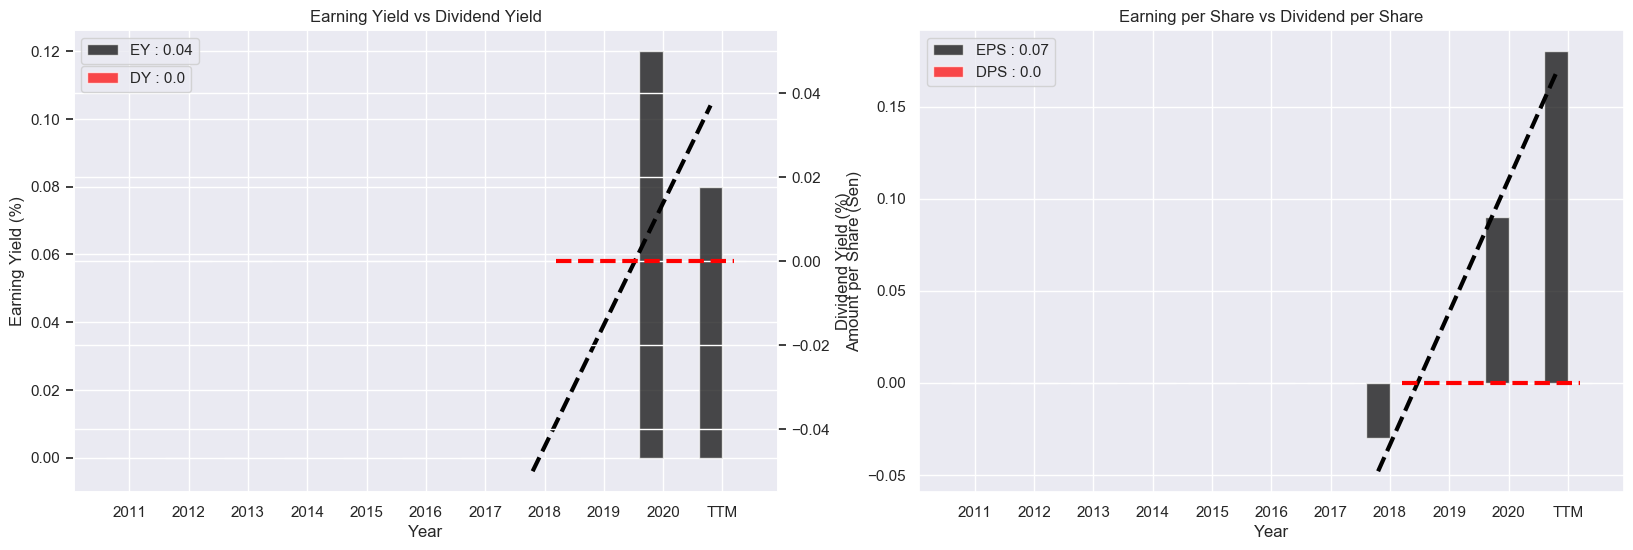 Earning Yield vs Dividend Yield
EY : 0.04
DY : 0.0
0.12
0.10
0.08
0.06
0.04
0.02
0.00
Earning Yield (%)
0.04
0.02
0.00
−0.02
−0.04
Dividend Yield (%)
2011 2012 2013 2014 2015 2016 2017 2018 2019 2020 TTM
Year
Earning per Share vs Dividend per Share
EPS : 0.07
DPS : 0.0
0.15
0.10
0.05
0.00
−0.05
Amount per Share (Sen)
2011 2012 2013 2014 2015 2016 2017 2018 2019 2020 TTM
Year